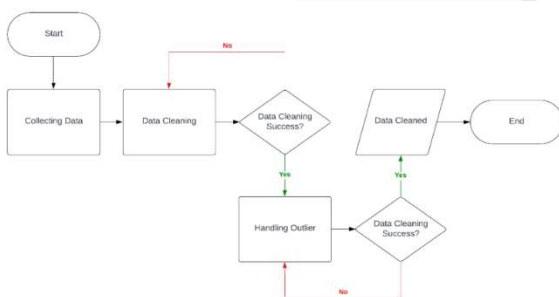 Start
No
Collecting Data
Data Cleaning
Data Cleaning
Success?
Data Cleaned
End
Yes
Yes
Handling Outlier
Data Cleaning
Success?
No